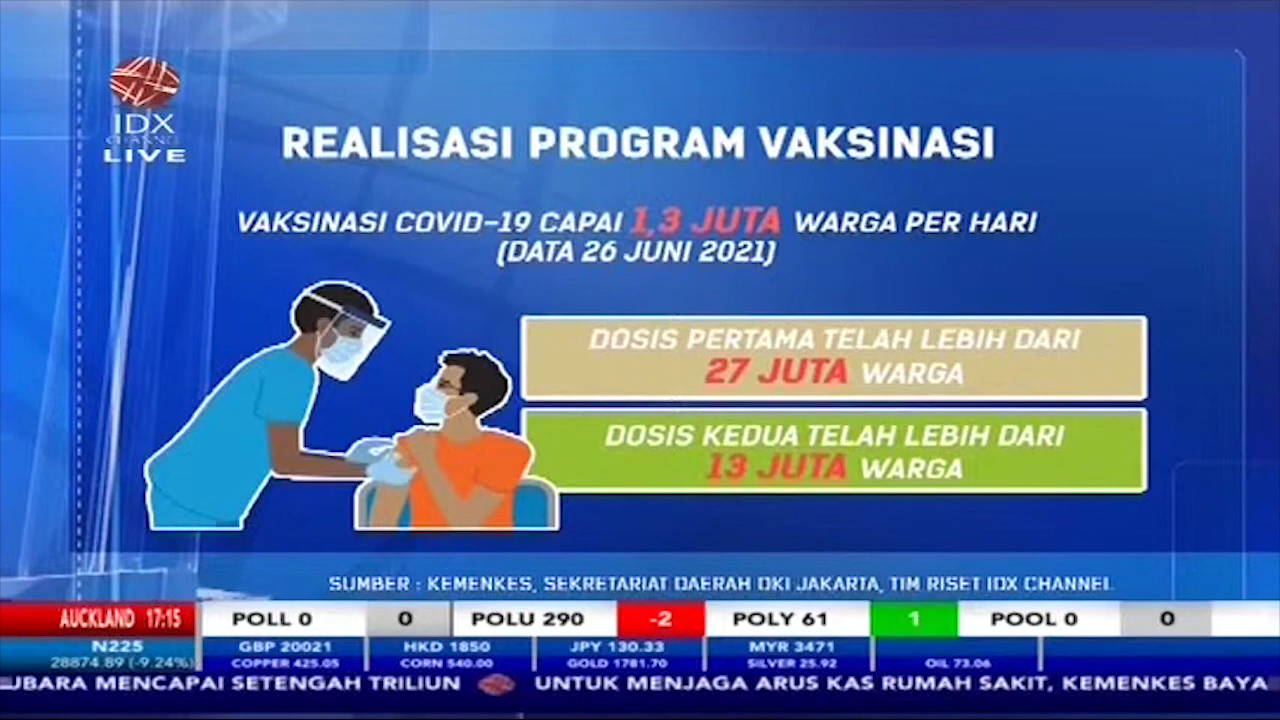 IDX
CHANNEL
LIVE
REALISASI PROGRAM VAKSINASI
VAKSINASI COVID-19 CAPAI 1,3 JUTA WARGA PER HARI
(DATA 26 JUNI 2021)
DOSIS PERTAMA TELAH LEBIH DARI
27 JUTA WARGA
DOSIS KEDUA TELAH LEBIH DARI
13 JUTA WARGA
SUMBER : KEMENKES, SEKRETARIAT DAERAH DKI JAKARTA, TIM RISET IDX CHANNEL
AUCKLAND 17:15 POLL 0 0 POLU 290 -2 POLY 61 1 POOL 0 0
N225 GBP 20021 HKD 1850 JPY 130.33 MYR 3471
28874.89 (-9.24%) COPPER 425.05 CORN 540.00 GOLD 1781.70 SILVER 25.92 OIL 73.06
UBARA MENCAPAI SETENGAH TRILIUN UNTUK MENJAGA ARUS KAS RUMAH SAKIT, KEMENKES BAYA